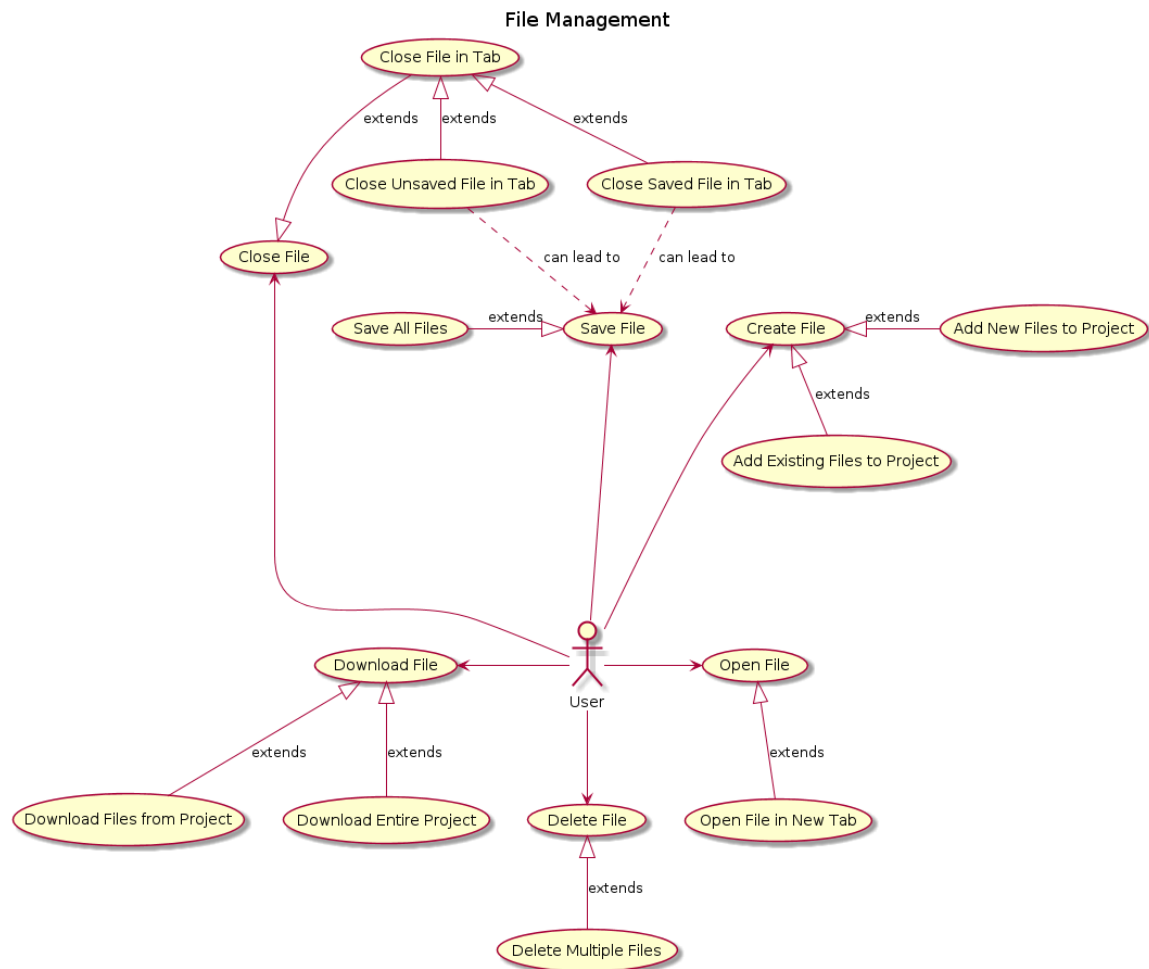 File Management
Close File in Tab
extends
extends
extends
Close Unsaved File in Tab
Close Saved File in Tab
Close File
can lead to
can lead to
Save All Files
extends
Save File
Create File
extends
Add New Files to Project
extends
Add Existing Files to Project
Download File
User
Open File
extends
extends
extends
Download Files from Project
Download Entire Project
Delete File
Open File in New Tab
extends
Delete Multiple Files